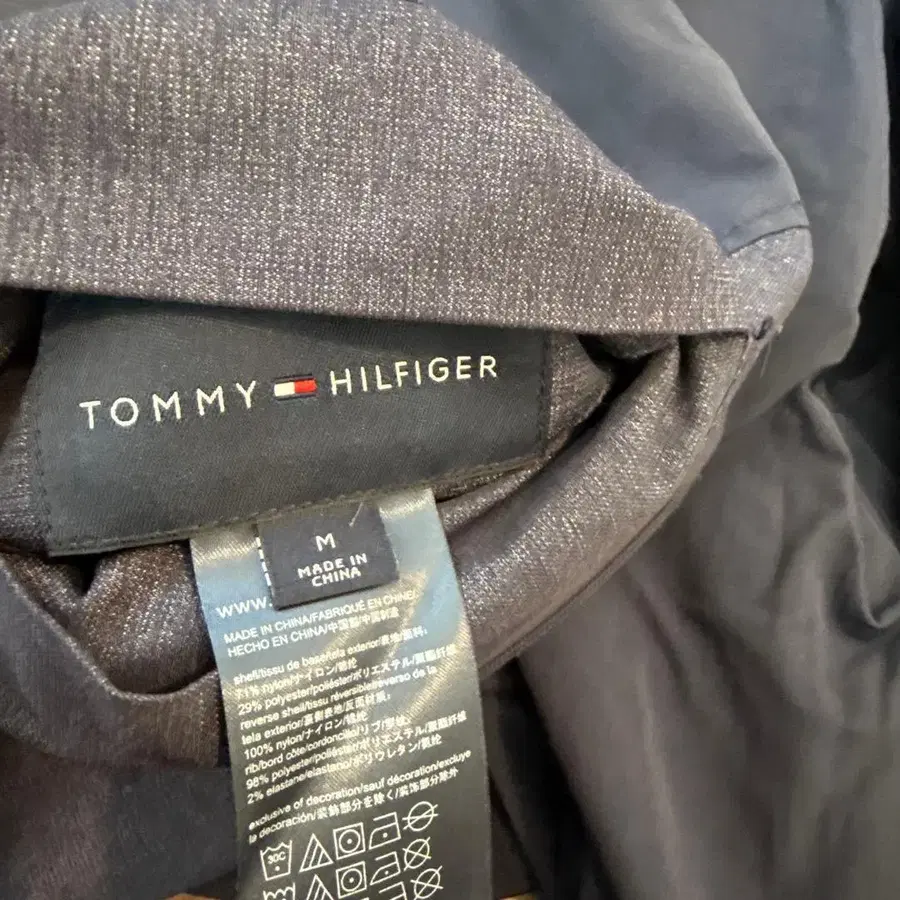 TOMMY HILFIGER
M
MADE IN
CHINA
WWW.
MADE IN CHINA/FABRIQUÉ EN CHINE/
HECHO EN CHINA/中国製/中国制造
shell/tissu de base/tela exterior/表地/面料:
71% nylon/ナイロン/锦纶
29% polyester/poliéster/ポリエステル/聚酯纤维
reverse shell/tissu réversible/reverso de la
tela exterior/裏側表地/反面材质:
100% nylon/ナイロン/锦纶
rib/bord côte/cordoncillo/リブ/罗纹:
98% polyester/poliéster/ポリエステル/聚酯纤维
2% elastane/elastano/ポリウレタン/氨纶
exclusive of decoration/sauf décoration/excluye
la decoración/装飾部分を除く/装饰部分除外
30C